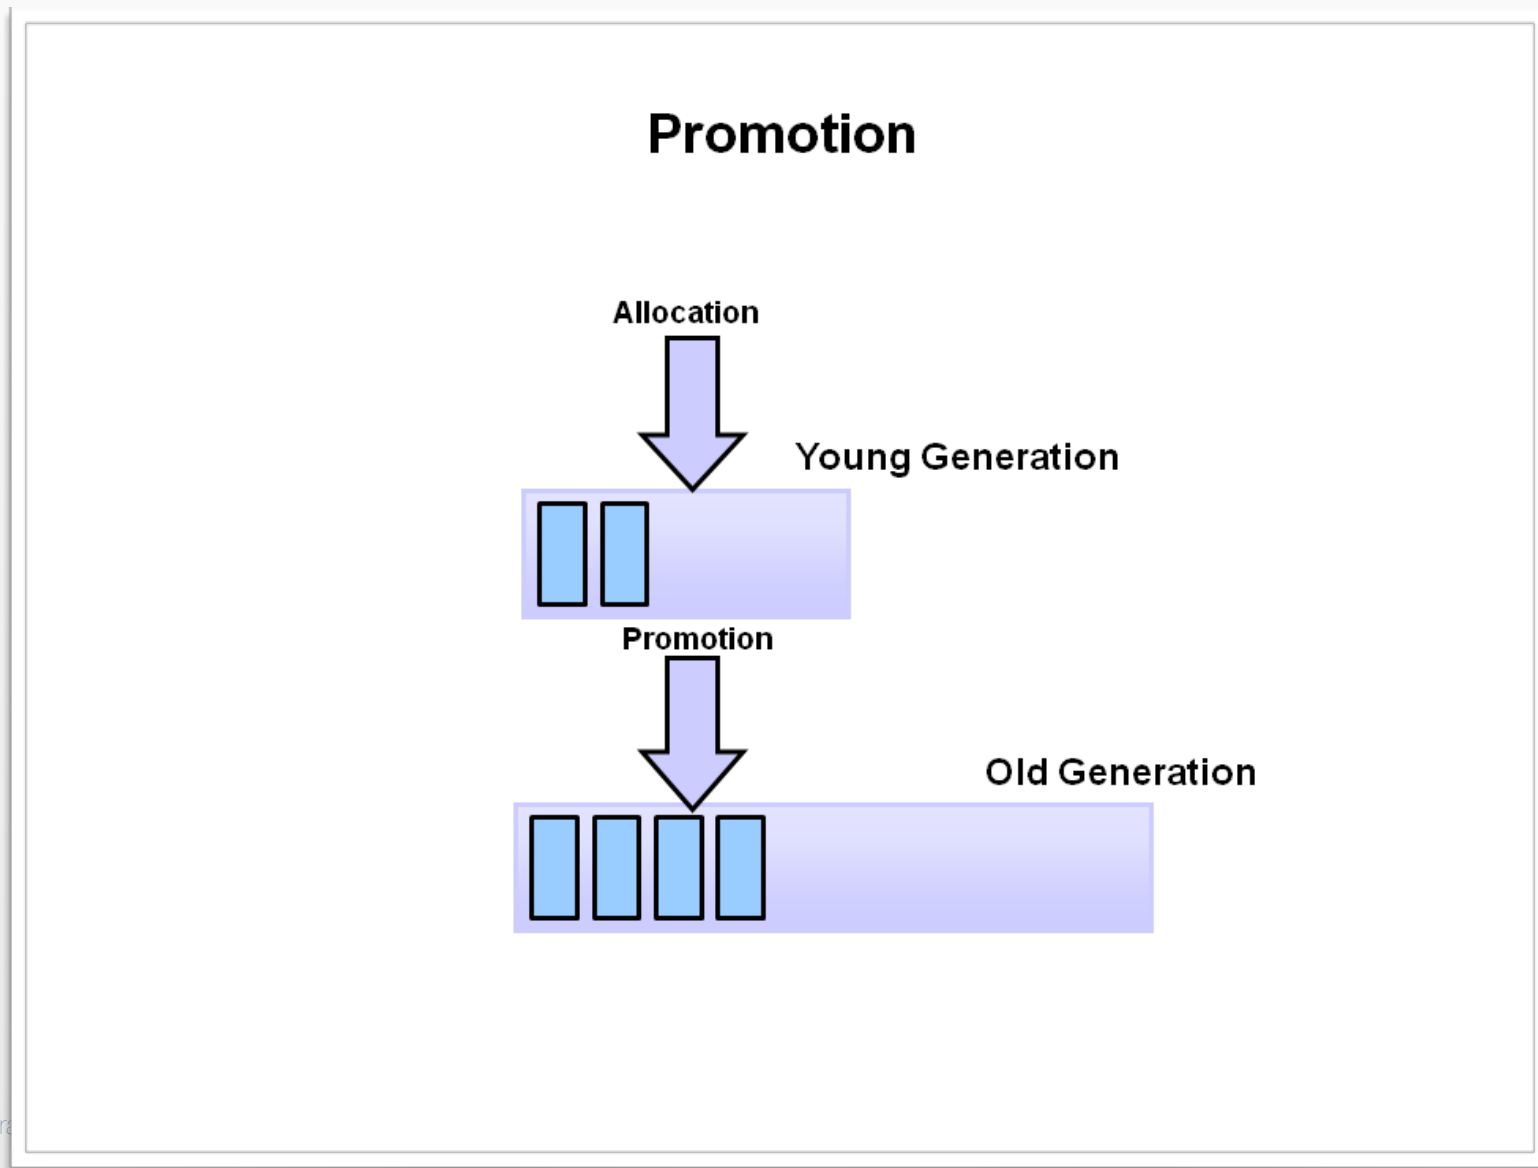 Promotion
Allocation
Young Generation
Promotion
Old Generation